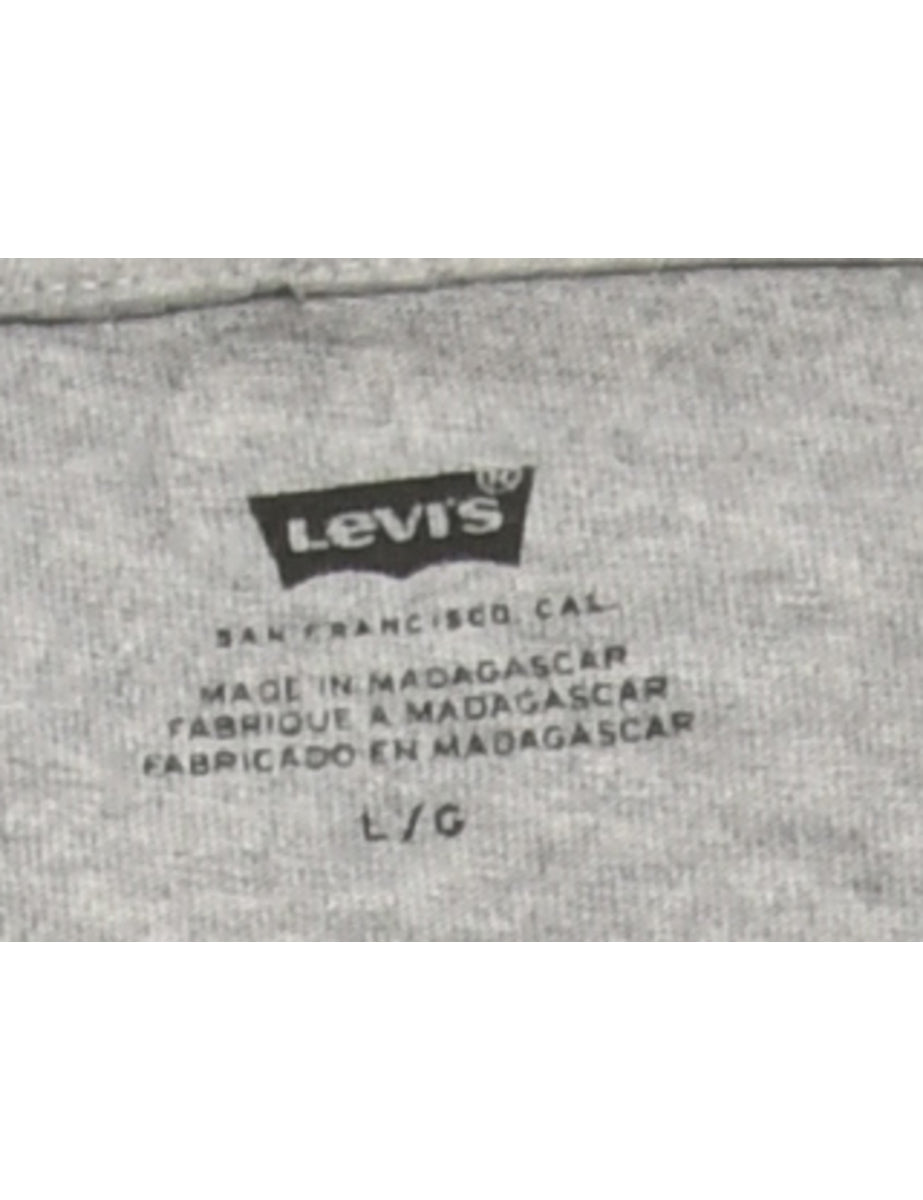 Levi's
SAN FRANCISCO, CAL.
MADE IN MADAGASCAR
FABRIQUE A MADAGASCAR
FABRICADO EN MADAGASCAR
L / G